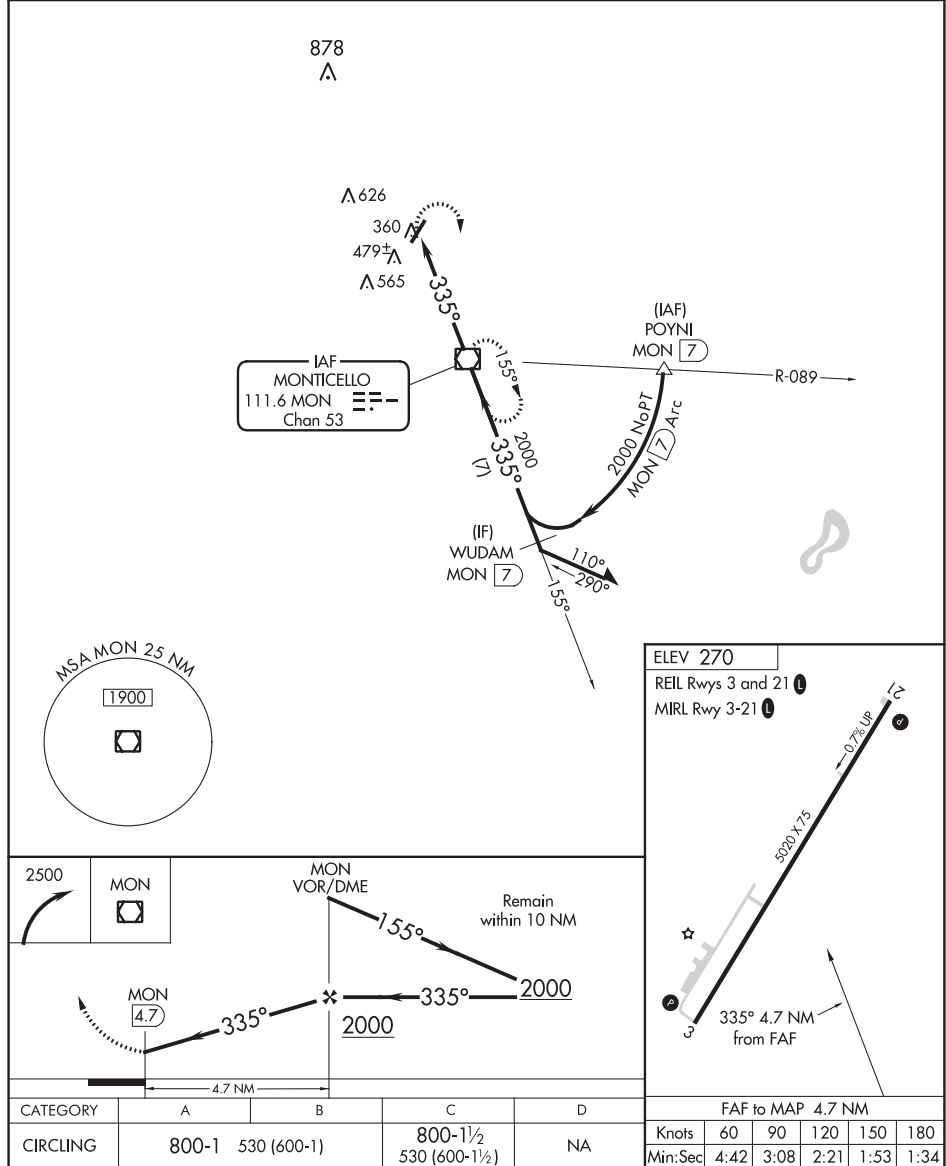 878
626
360
479±
565
335°
IAF
MONTICELLO
111.6 MON
Chan 53
155°
(IAF)
POYNI
MON 7
R-089
2000 NoPT
MON 7 Arc
335°
2000
(7)
(IF)
WUDAM
MON 7
110°
290°
155°
MSA MON 25 NM
1900
ELEV 270
REIL Rwys 3 and 21 L
MIRL Rwy 3-21 L
21
P
0.7% UP
5020 X 75
P
3
335° 4.7 NM
from FAF
2500
MON
MON
VOR/DME
Remain
within 10 NM
155°
335°
2000
2000
MON
4.7
335°
4.7 NM
CATEGORY A B C D
CIRCLING 800-1 530 (600-1) 800-1½ 530 (600-1½) NA
FAF to MAP 4.7 NM
Knots 60 90 120 150 180
Min:Sec 4:42 3:08 2:21 1:53 1:34